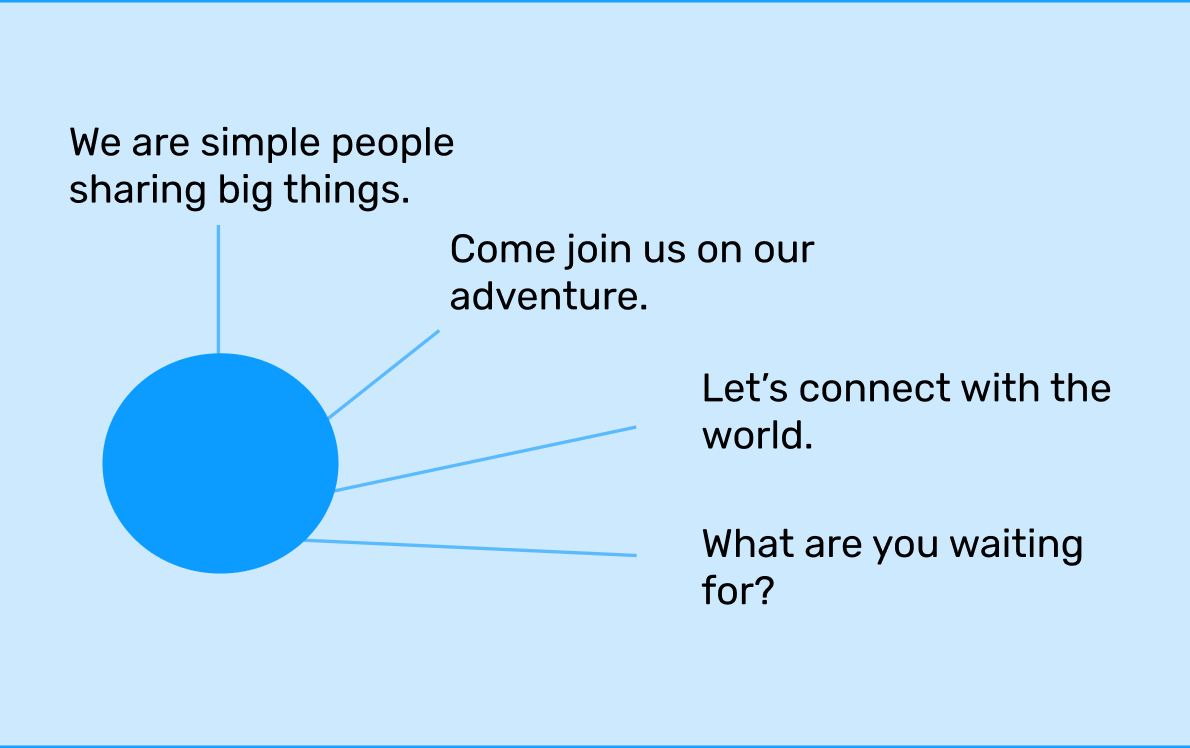 We are simple people
sharing big things.
Come join us on our
adventure.
Let’s connect with the
world.
What are you waiting
for?